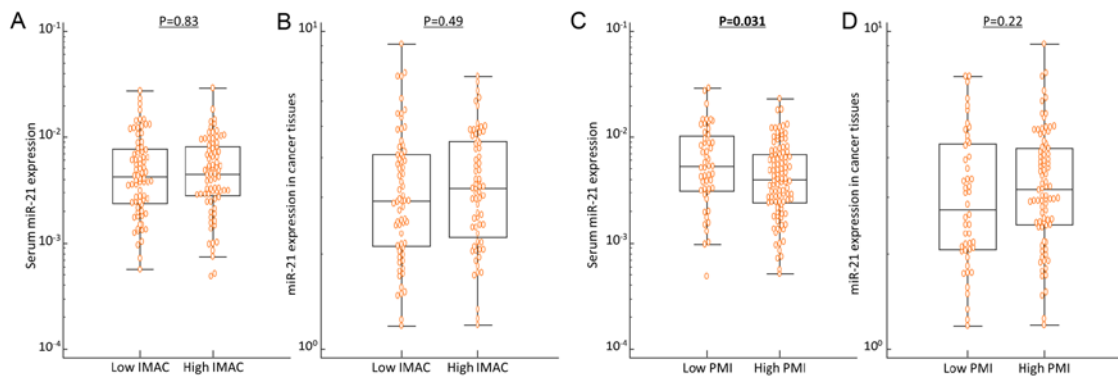 A
P=0.83
Serum miR-21 expression
10⁻¹
10⁻²
10⁻³
10⁻⁴
Low IMAC
High IMAC
B
P=0.49
miR-21 expression in cancer tissues
10¹
10⁰
Low IMAC
High IMAC
C
P=0.031
Serum miR-21 expression
10⁻¹
10⁻²
10⁻³
10⁻⁴
Low PMI
High PMI
D
P=0.22
miR-21 expression in cancer tissues
10¹
10⁰
Low PMI
High PMI